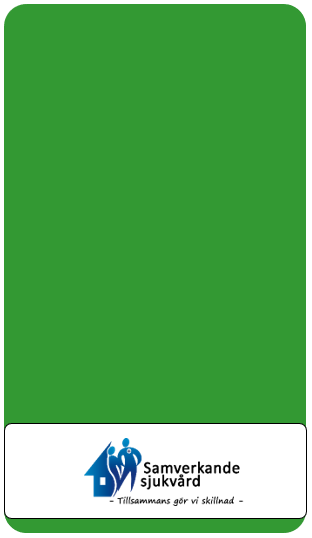 Samverkande
sjukvård
- Tillsammans gör vi skillnad -